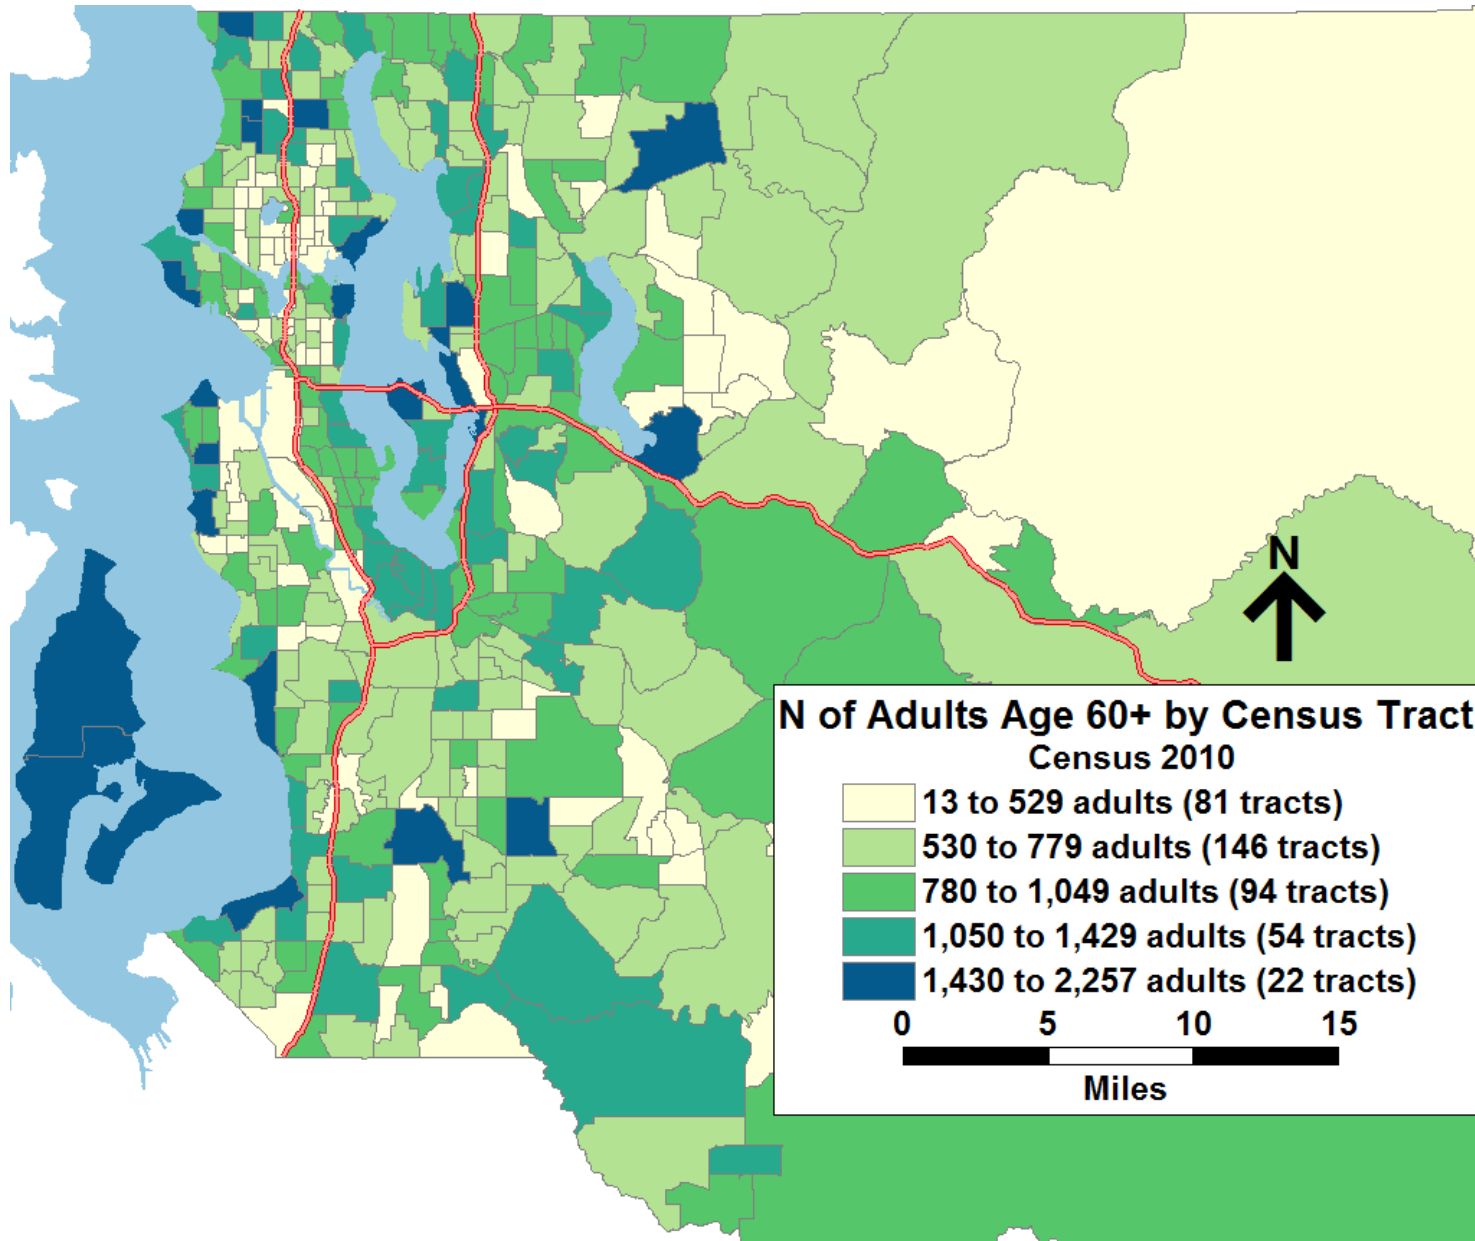 N
N of Adults Age 60+ by Census Tract
Census 2010
13 to 529 adults (81 tracts)
530 to 779 adults (146 tracts)
780 to 1,049 adults (94 tracts)
1,050 to 1,429 adults (54 tracts)
1,430 to 2,257 adults (22 tracts)
0 5 10 15
Miles